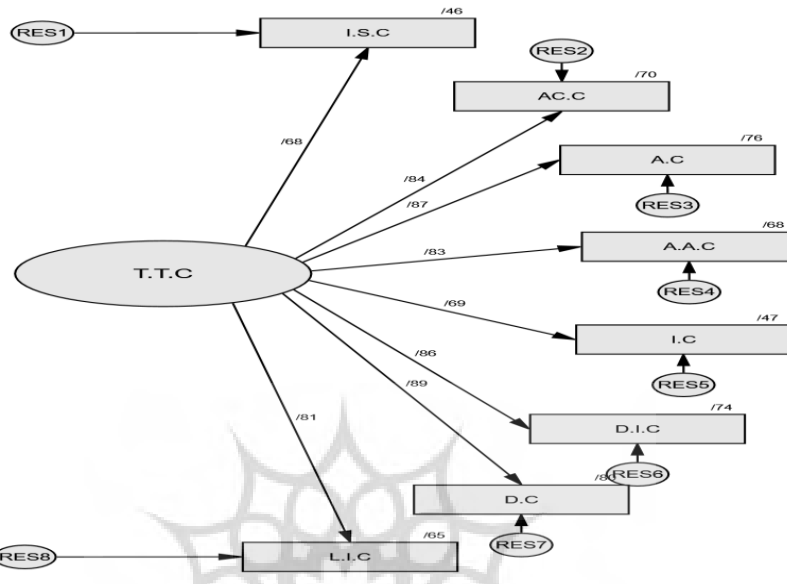 /46
RES1
I.S.C
RES2
/70
AC.C
/68
/76
A.C
/84
/87
RES3
/68
/83
A.A.C
T.T.C
RES4
/69
/47
I.C
/86
/89
RES5
/74
/81
D.I.C
RES6
D.C
/65
RES7
RES8
L.I.C